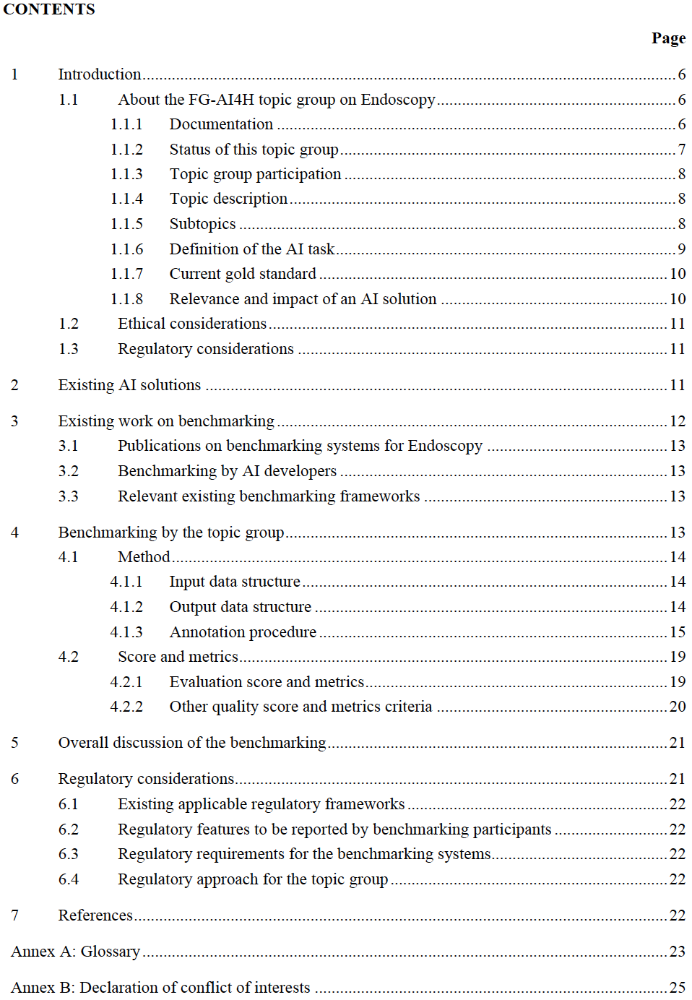 CONTENTS
Page
1 Introduction 6
1.1 About the FG-AI4H topic group on Endoscopy 6
1.1.1 Documentation 6
1.1.2 Status of this topic group 7
1.1.3 Topic group participation 8
1.1.4 Topic description 8
1.1.5 Subtopics 8
1.1.6 Definition of the AI task 9
1.1.7 Current gold standard 10
1.1.8 Relevance and impact of an AI solution 10
1.2 Ethical considerations 11
1.3 Regulatory considerations 11
2 Existing AI solutions 11
3 Existing work on benchmarking 12
3.1 Publications on benchmarking systems for Endoscopy 13
3.2 Benchmarking by AI developers 13
3.3 Relevant existing benchmarking frameworks 13
4 Benchmarking by the topic group 13
4.1 Method 14
4.1.1 Input data structure 14
4.1.2 Output data structure 14
4.1.3 Annotation procedure 15
4.2 Score and metrics 19
4.2.1 Evaluation score and metrics 19
4.2.2 Other quality score and metrics criteria 20
5 Overall discussion of the benchmarking 21
6 Regulatory considerations 21
6.1 Existing applicable regulatory frameworks 22
6.2 Regulatory features to be reported by benchmarking participants 22
6.3 Regulatory requirements for the benchmarking systems 22
6.4 Regulatory approach for the topic group 22
7 References 22
Annex A: Glossary 23
Annex B: Declaration of conflict of interests 25